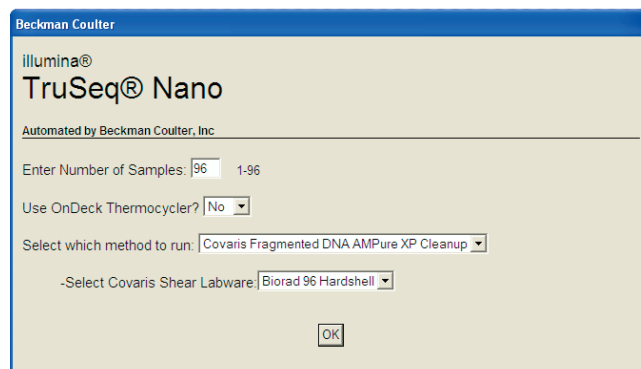 Beckman Coulter
illumina®
TruSeq® Nano
Automated by Beckman Coulter, Inc
Enter Number of Samples: 96 1-96
Use OnDeck Thermocycler? No
Select which method to run: Covaris Fragmented DNA AMPure XP Cleanup
-Select Covaris Shear Labware: Biorad 96 Hardshell
OK